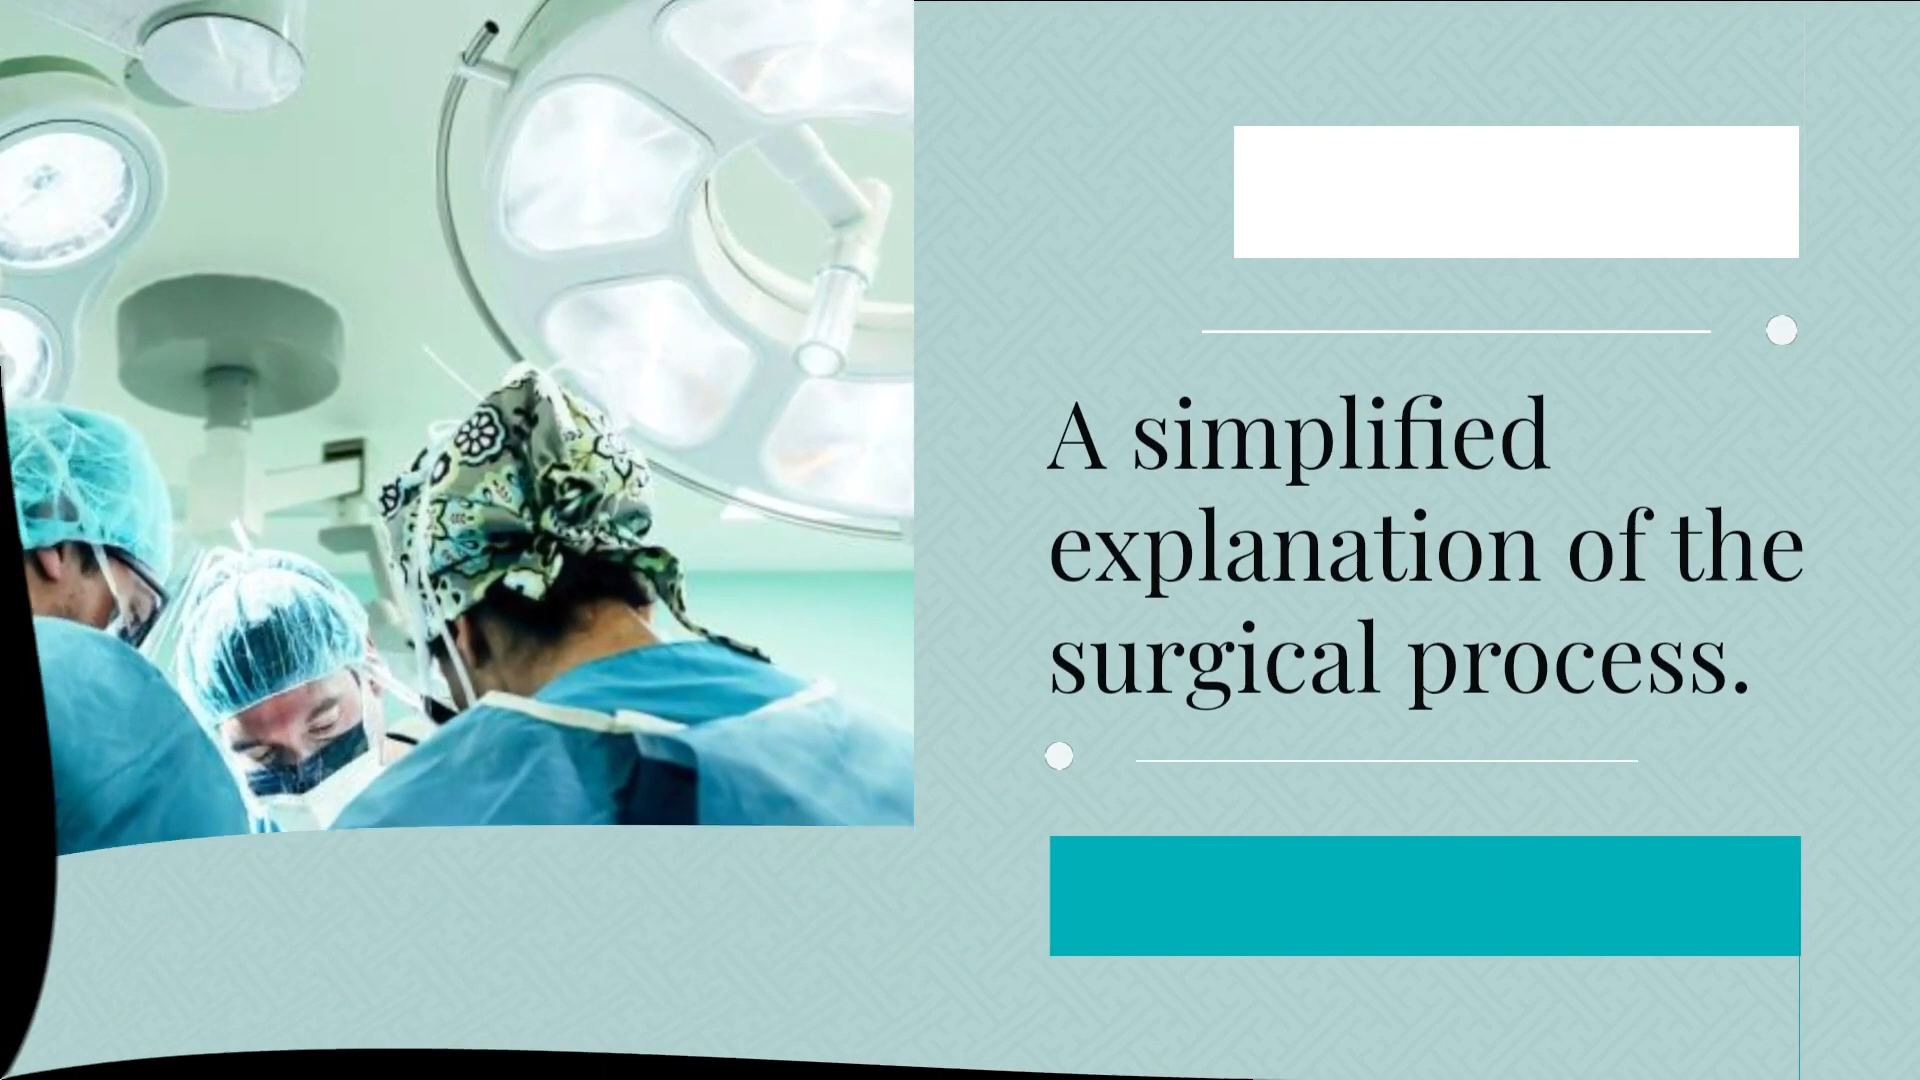 A simplified
explanation of the
surgical process.